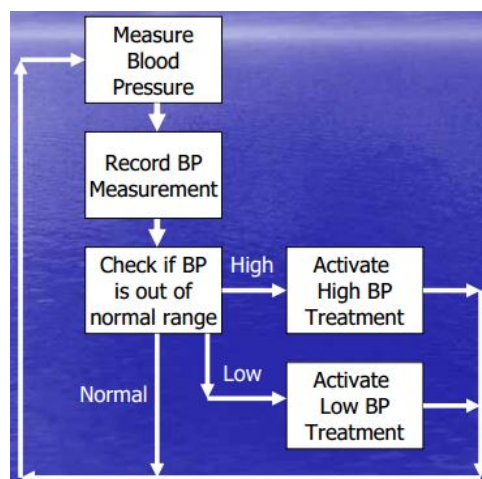 Measure
Blood
Pressure
Record BP
Measurement
Check if BP
is out of
normal range
High
Activate
High BP
Treatment
Low
Normal
Activate
Low BP
Treatment